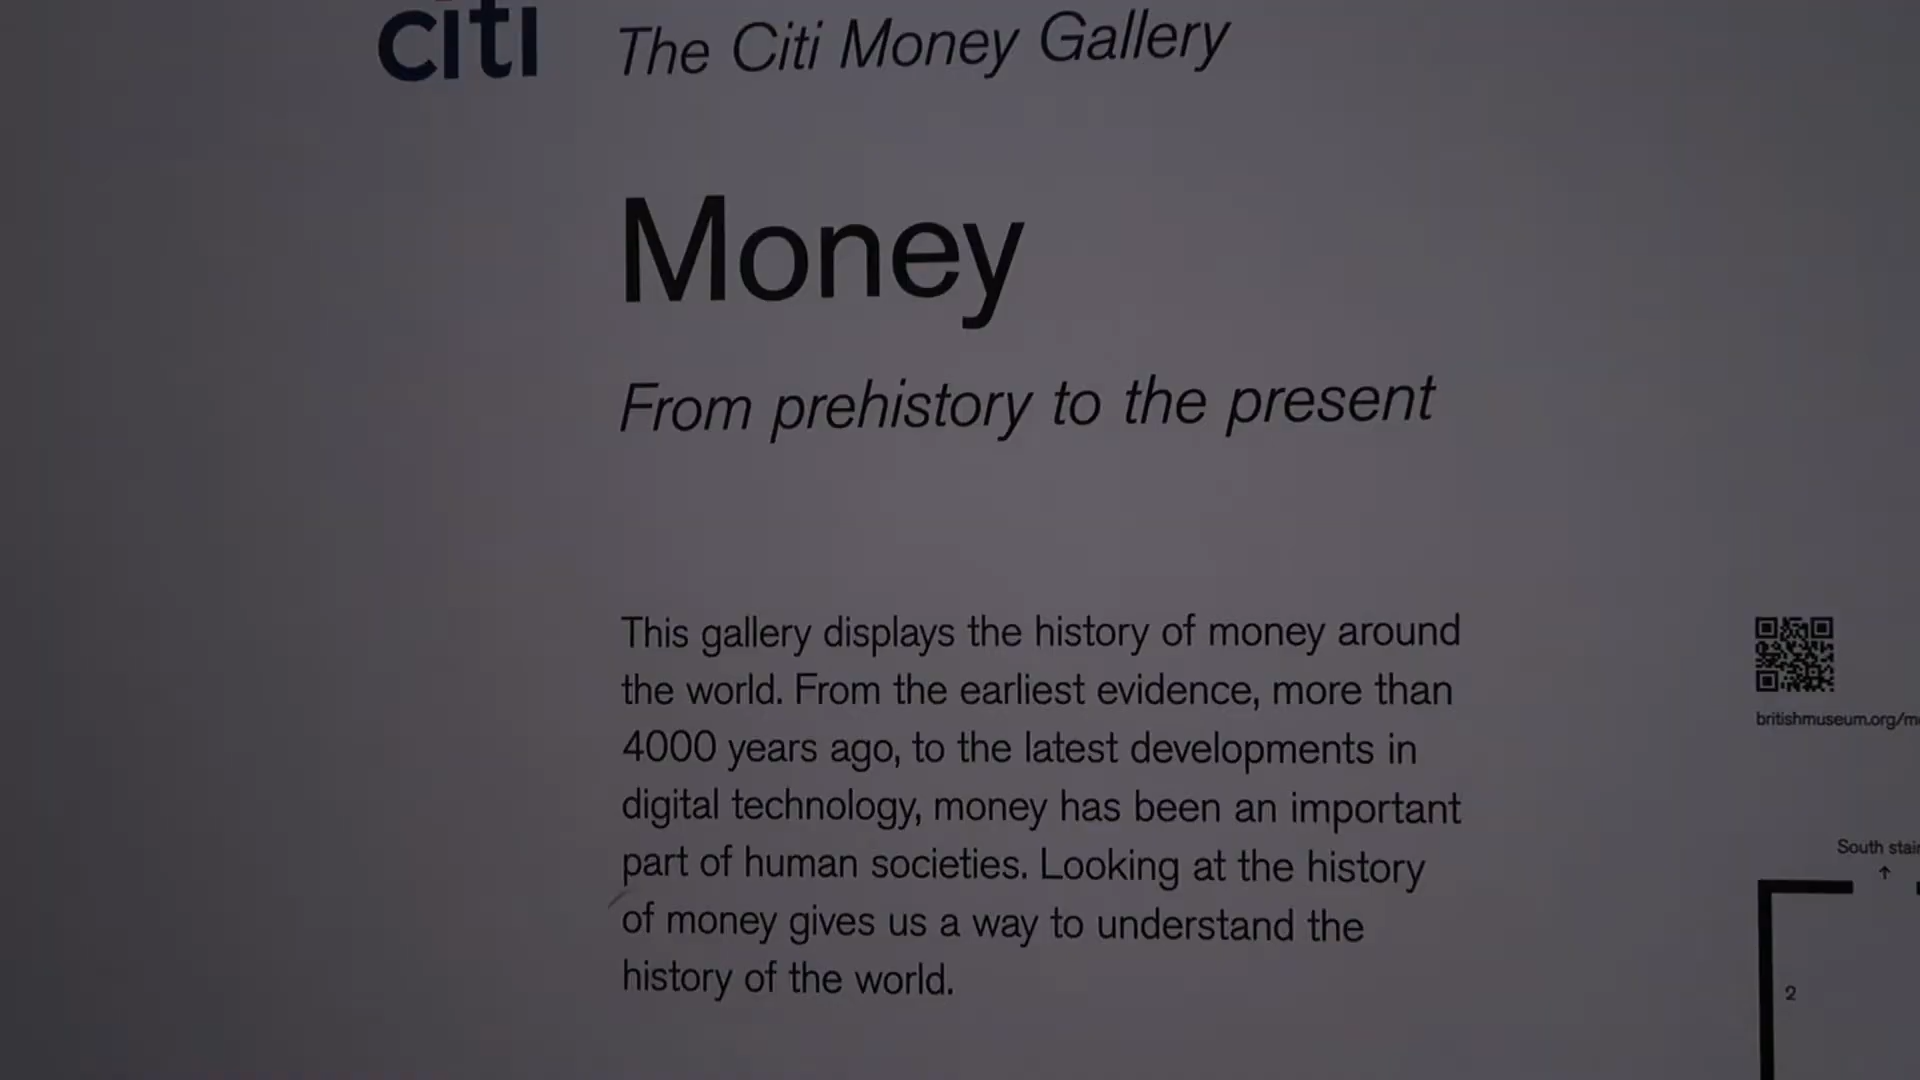 citi
The Citi Money Gallery
Money
From prehistory to the present
This gallery displays the history of money around
the world. From the earliest evidence, more than
4000 years ago, to the latest developments in
digital technology, money has been an important
part of human societies. Looking at the history
of money gives us a way to understand the
history of the world.
britishmuseum.org/m
South stair
↑
2